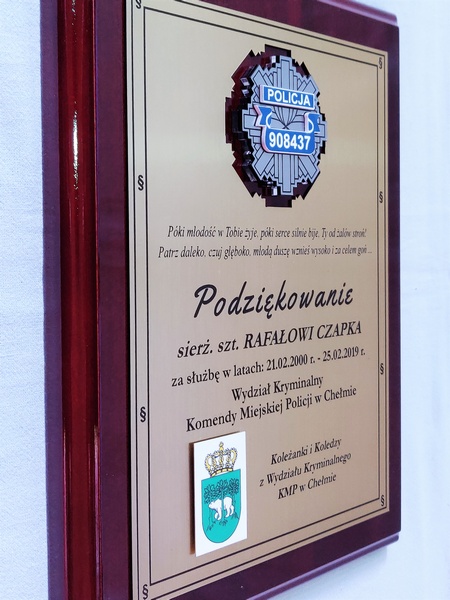 POLICJA
908437
Póki młodość w Tobie żyje, póki serce silnie bije. Ty od żalów stroń!
Patrz daleko, czuj głęboko, młodą duszę wznieś wysoko i za celem goń ...
Podziękowanie
sierż. szt. RAFAŁOWI CZAPKA
za służbę w latach: 21.02.2000 r. - 25.02.2019 r.
Wydział Kryminalny
Komendy Miejskiej Policji w Chełmie
Koleżanki i Koledzy
z Wydziału Kryminalnego
KMP w Chełmie